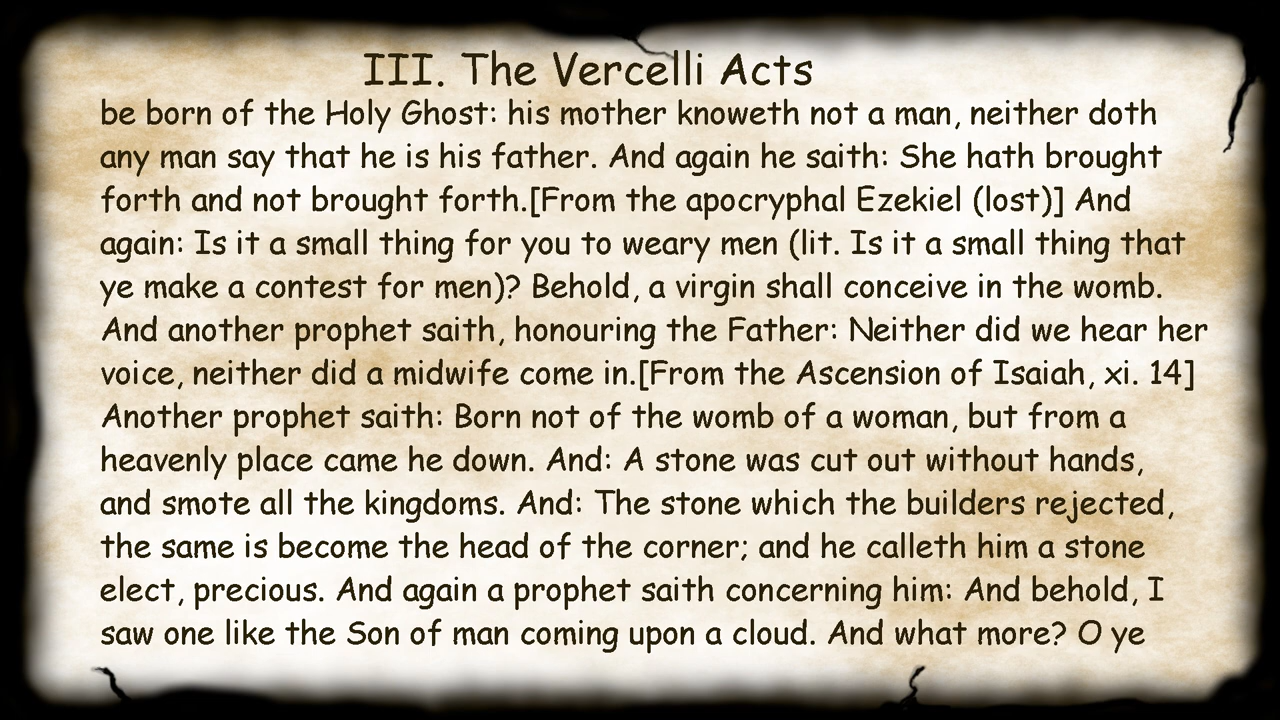 III. The Vercelli Acts
be born of the Holy Ghost: his mother knoweth not a man, neither doth
any man say that he is his father. And again he saith: She hath brought
forth and not brought forth.[From the apocryphal Ezekiel (lost)] And
again: Is it a small thing for you to weary men (lit. Is it a small thing that
ye make a contest for men)? Behold, a virgin shall conceive in the womb.
And another prophet saith, honouring the Father: Neither did we hear her
voice, neither did a midwife come in.[From the Ascension of Isaiah, xi. 14]
Another prophet saith: Born not of the womb of a woman, but from a
heavenly place came he down. And: A stone was cut out without hands,
and smote all the kingdoms. And: The stone which the builders rejected,
the same is become the head of the corner; and he calleth him a stone
elect, precious. And again a prophet saith concerning him: And behold, I
saw one like the Son of man coming upon a cloud. And what more? O ye